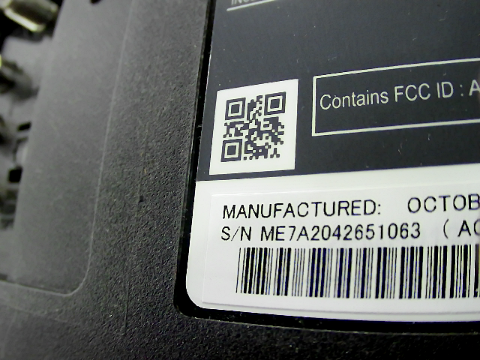 Contains FCC ID : A
MANUFACTURED: OCTOB
S/N ME7A2042651063 ( AC